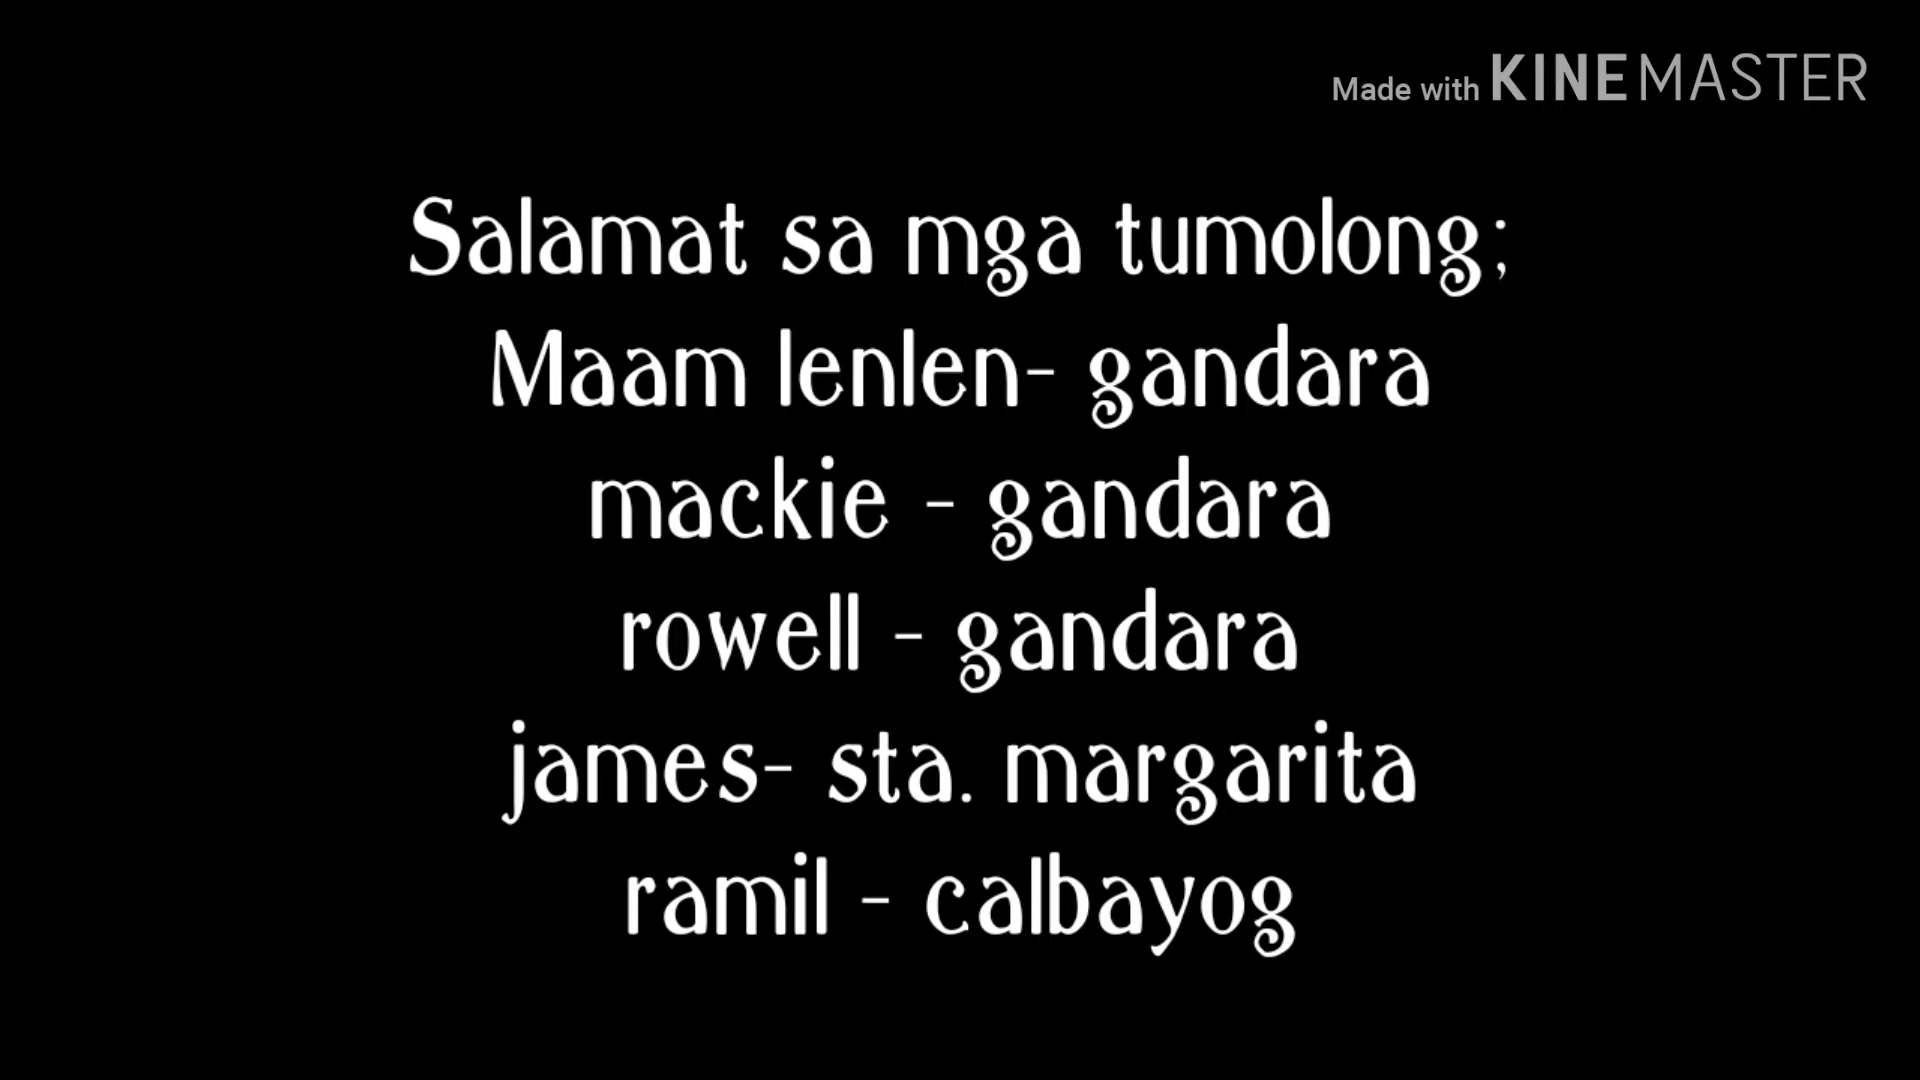 Made with KINEMASTER
Salamat sa mga tumolong;
Maam lenlen- gandara
mackie - gandara
rowell - gandara
james- sta. margarita
ramil - calbayog